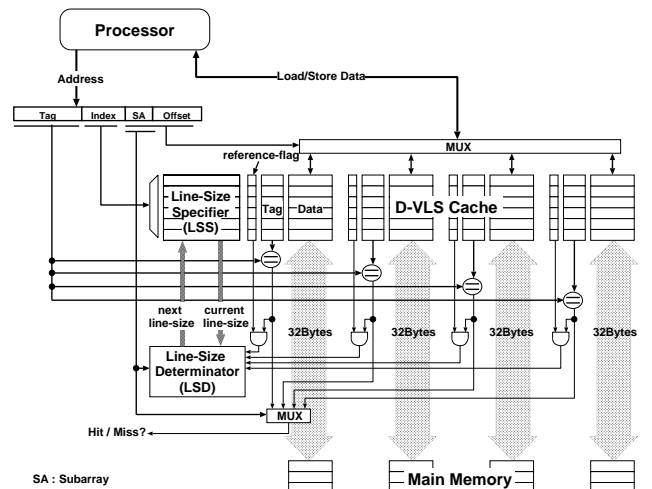 Processor
Address
Load/Store Data
Tag Index SA Offset
MUX
reference-flag
Line-Size
Specifier
(LSS)
Tag
Data
D-VLS Cache
next
line-size
current
line-size
32Bytes
32Bytes
32Bytes
32Bytes
Line-Size
Determinator
(LSD)
MUX
Hit / Miss?
SA : Subarray
Main Memory